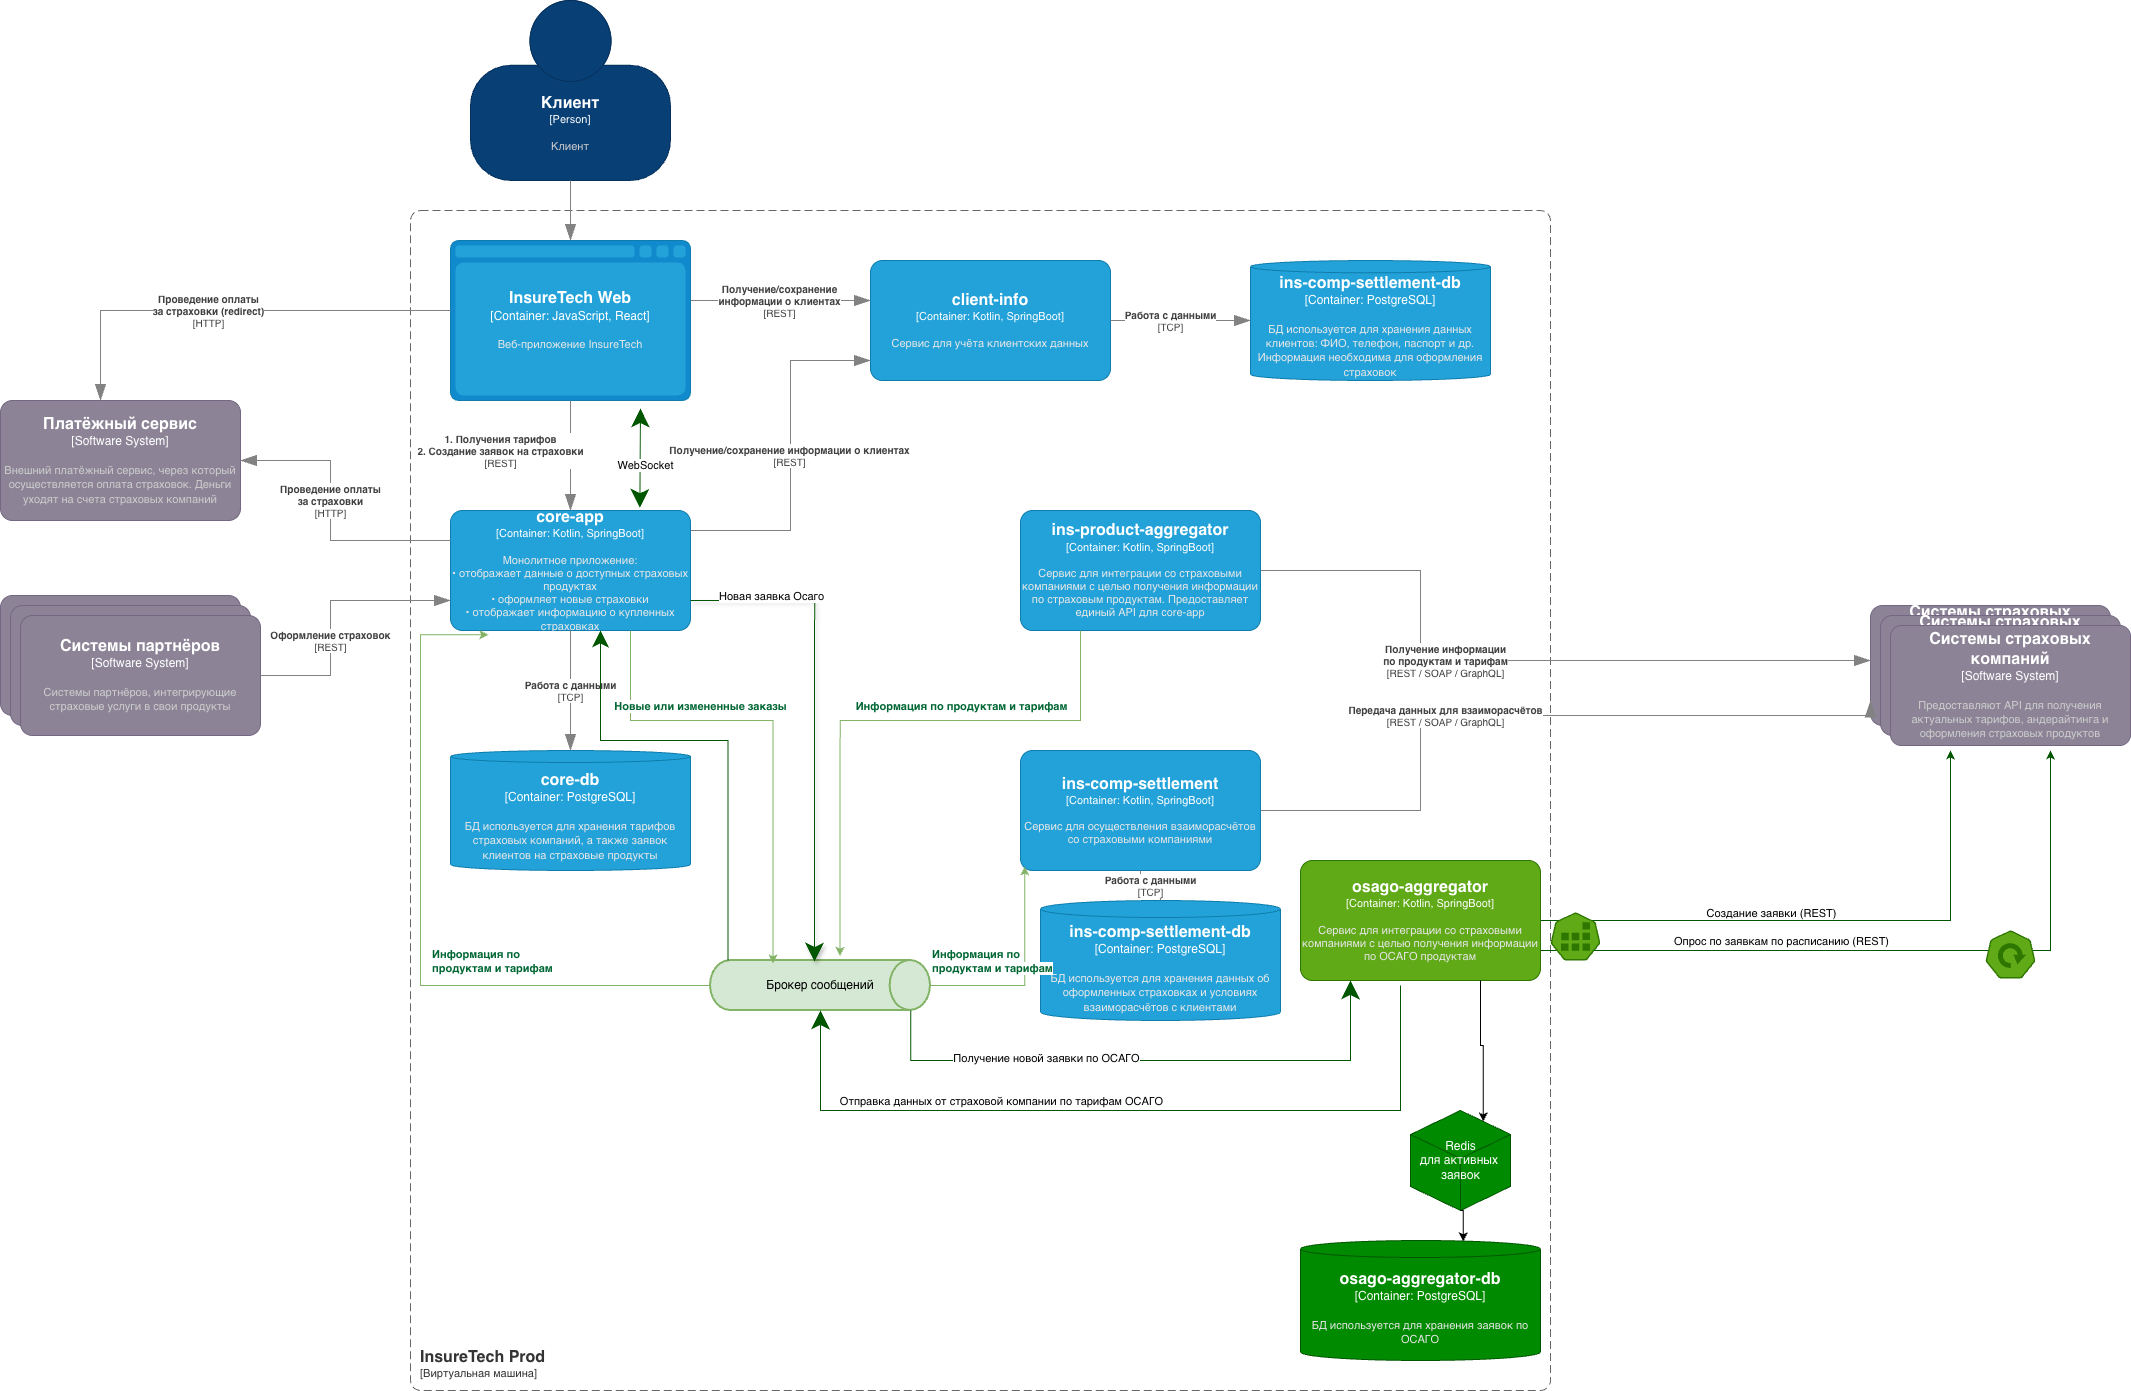 Клиент
[Person]
Клиент
InsureTech Web
[Container: JavaScript, React]
Веб-приложение InsureTech
Получение/сохранение
информации о клиентах
[REST]
client-info
[Container: Kotlin, SpringBoot]
Сервис для учёта клиентских данных
Работа с данными
[TCP]
ins-comp-settlement-db
[Container: PostgreSQL]
БД используется для хранения данных
клиентов: ФИО, телефон, паспорт и др.
Информация необходима для оформления
страховок
Проведение оплаты
за страховки (redirect)
[HTTP]
Платёжный сервис
[Software System]
Внешний платёжный сервис, через который
осуществляется оплата страховок. Деньги
уходят на счета страховых компаний
1. Получения тарифов
2. Создание заявок на страховки
[REST]
WebSocket
Получение/сохранение информации о клиентах
[REST]
Проведение оплаты
за страховки
[HTTP]
core-app
[Container: Kotlin, SpringBoot]
Монолитное приложение:
• отображает данные о доступных страховых
продуктах
• оформляет новые страховки
• отображает информацию о купленных
страховках
ins-product-aggregator
[Container: Kotlin, SpringBoot]
Сервис для интеграции со страховыми
компаниями с целью получения информации
по страховым продуктам. Предоставляет
единый API для core-app
Новая заявка Осаго
Системы партнёров
[Software System]
Системы партнёров, интегрирующие
страховые услуги в свои продукты
Оформление страховок
[REST]
Получение информации
по продуктам и тарифам
[REST / SOAP / GraphQL]
Системы страховых
Системы страховых
Системы страховых
компаний
[Software System]
Предоставляют API для получения
актуальных тарифов, андерайтинга и
оформления страховых продуктов
Работа с данными
[TCP]
Новые или измененные заказы
Информация по продуктам и тарифам
Передача данных для взаиморасчётов
[REST / SOAP / GraphQL]
core-db
[Container: PostgreSQL]
БД используется для хранения тарифов
страховых компаний, а также заявок
клиентов на страховые продукты
ins-comp-settlement
[Container: Kotlin, SpringBoot]
Сервис для осуществления взаиморасчётов
со страховыми компаниями
Работа с данными
[TCP]
ins-comp-settlement-db
[Container: PostgreSQL]
БД используется для хранения данных об
оформленных страховках и условиях
взаиморасчётов с клиентами
osago-aggregator
[Container: Kotlin, SpringBoot]
Сервис для интеграции со страховыми
компаниями с целью получения информации
по ОСАГО продуктам
Создание заявки (REST)
Опрос по заявкам по расписанию (REST)
Информация по
продуктам и тарифам
Брокер сообщений
Информация по
продуктам и тарифам
Получение новой заявки по ОСАГО
Отправка данных от страховой компании по тарифам ОСАГО
Redis
для активных
заявок
osago-aggregator-db
[Container: PostgreSQL]
БД используется для хранения заявок по
ОСАГО
InsureTech Prod
[Виртуальная машина]